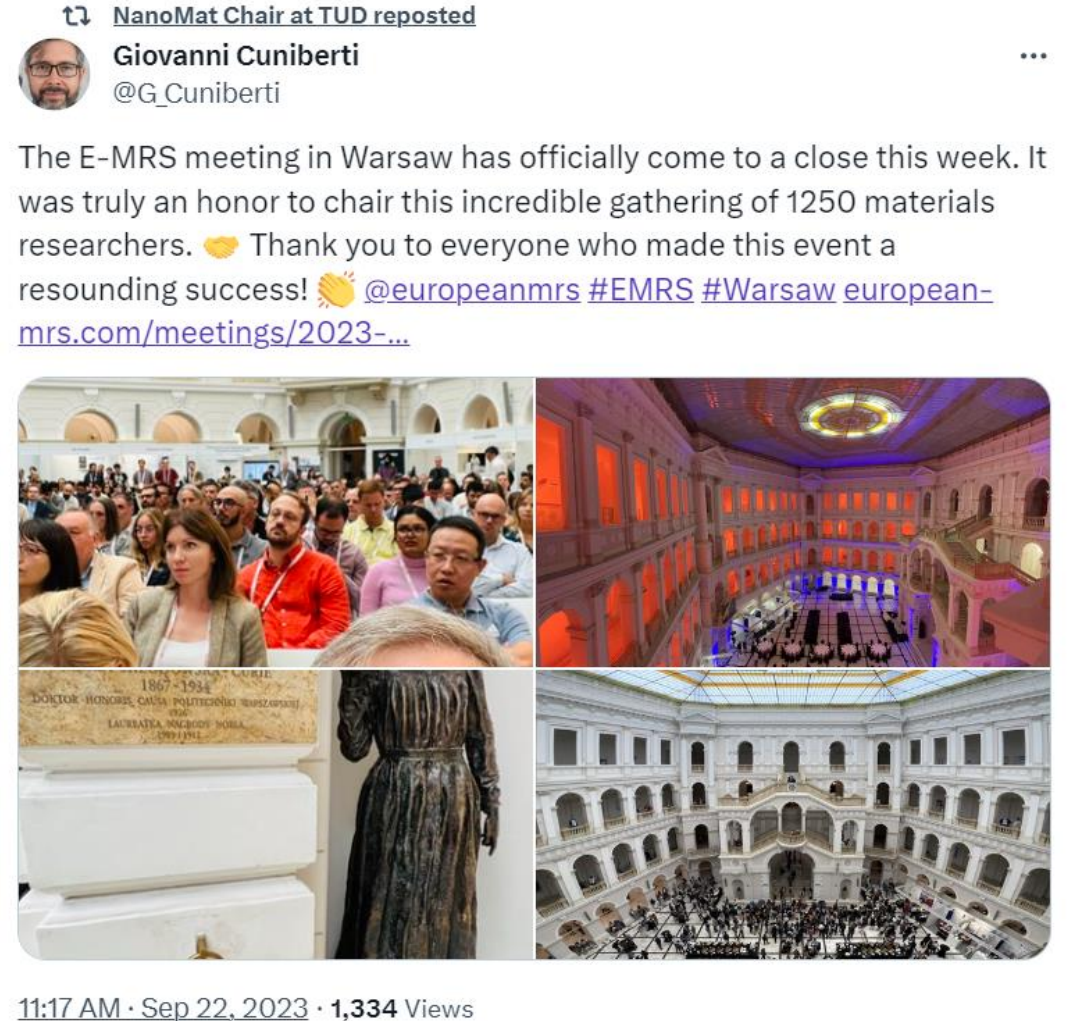 NanoMat Chair at TUD reposted
Giovanni Cuniberti
@G_Cuniberti
The E-MRS meeting in Warsaw has officially come to a close this week. It
was truly an honor to chair this incredible gathering of 1250 materials
researchers. 🤝 Thank you to everyone who made this event a
resounding success! 👏 @europeanmrs #EMRS #Warsaw european-
mrs.com/meetings/2023-...
CURIE
1867-1934
DOKTOR HONORIS CAUSA POLITECHNIKI WARSZAWSKIEJ
LAUREATKA NAGRODY NOBLA
11:17 AM · Sep 22, 2023 · 1,334 Views